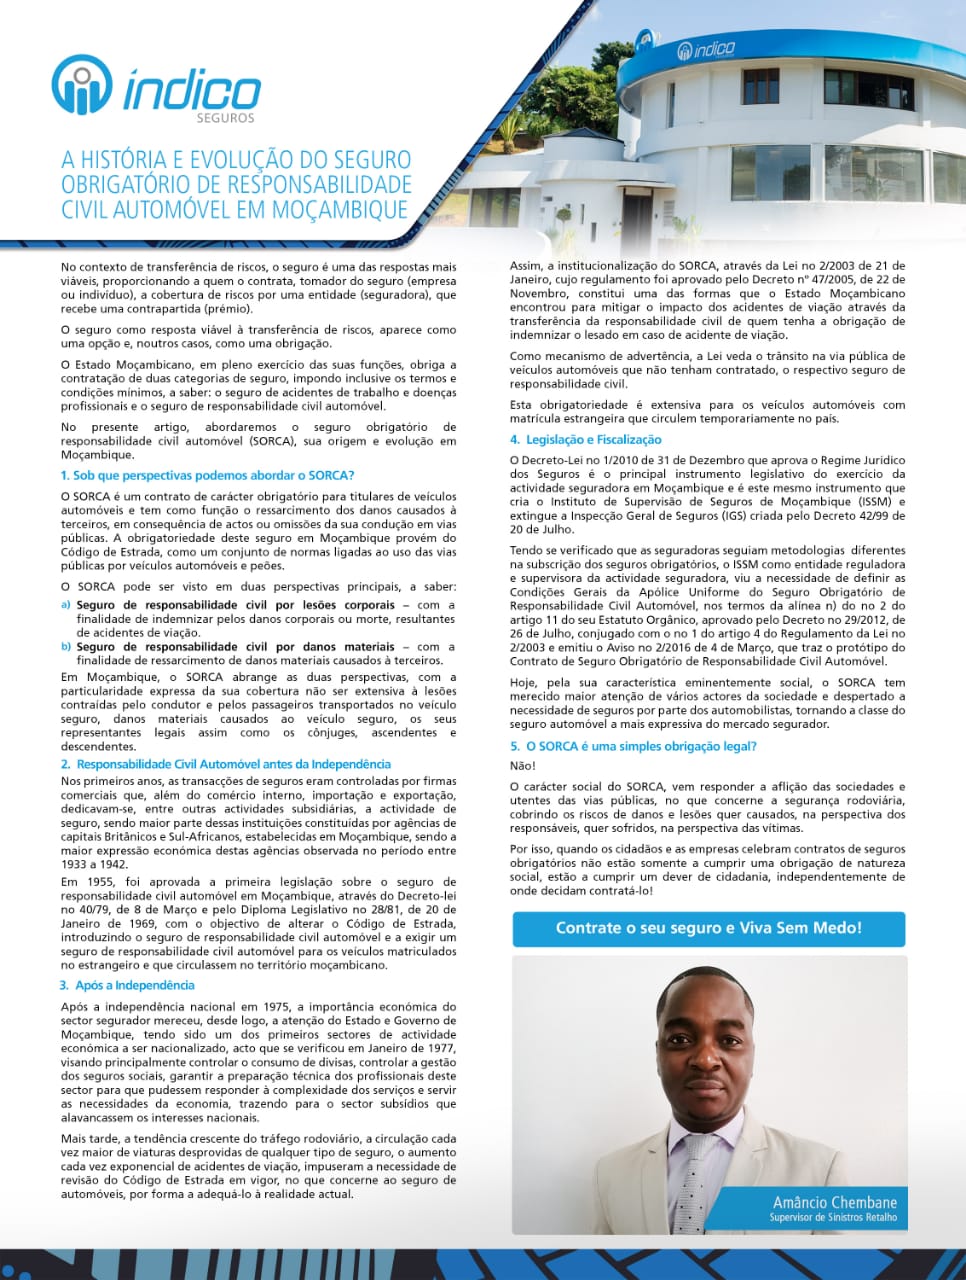 índico
SEGUROS
índico
SEGUROS
A HISTÓRIA E EVOLUÇÃO DO SEGURO
OBRIGATÓRIO DE RESPONSABILIDADE
CIVIL AUTOMÓVEL EM MOÇAMBIQUE
No contexto de transferência de riscos, o seguro é uma das respostas mais
viáveis, proporcionando a quem o contrata, tomador do seguro (empresa
ou indivíduo), a cobertura de riscos por uma entidade (seguradora), que
recebe uma contrapartida (prémio).
O seguro como resposta viável à transferência de riscos, aparece como
uma opção e, noutros casos, como uma obrigação.
O Estado Moçambicano, em pleno exercício das suas funções, obriga a
contratação de duas categorias de seguro, impondo inclusive os termos e
condições mínimos, a saber: o seguro de acidentes de trabalho e doenças
profissionais e o seguro de responsabilidade civil automóvel.
No presente artigo, abordaremos o seguro obrigatório de
responsabilidade civil automóvel (SORCA), sua origem e evolução em
Moçambique.
1. Sob que perspectivas podemos abordar o SORCA?
O SORCA é um contrato de carácter obrigatório para titulares de veículos
automóveis e tem como função o ressarcimento dos danos causados à
terceiros, em consequência de actos ou omissões da sua condução em vias
públicas. A obrigatoriedade deste seguro em Moçambique provém do
Código de Estrada, como um conjunto de normas ligadas ao uso das vias
públicas por veículos automóveis e peões.
O SORCA pode ser visto em duas perspectivas principais, a saber:
a) Seguro de responsabilidade civil por lesões corporais – com a
finalidade de indemnizar pelos danos corporais ou morte, resultantes
de acidentes de viação.
b) Seguro de responsabilidade civil por danos materiais – com a
finalidade de ressarcimento de danos materiais causados à terceiros.
Em Moçambique, o SORCA abrange as duas perspectivas, com a
particularidade expressa da sua cobertura não ser extensiva à lesões
contraídas pelo condutor e pelos passageiros transportados no veículo
seguro, danos materiais causados ao veículo seguro, os seus
representantes legais assim como os cônjuges, ascendentes e
descendentes.
2. Responsabilidade Civil Automóvel antes da Independência
Nos primeiros anos, as transacções de seguros eram controladas por firmas
comerciais que, além do comércio interno, importação e exportação,
dedicavam-se, entre outras actividades subsidiárias, a actividade de
seguro, sendo maior parte dessas instituições constituídas por agências de
capitais Britânicos e Sul-Africanos, estabelecidas em Moçambique, sendo a
maior expressão económica destas agências observada no período entre
1933 a 1942.
Em 1955, foi aprovada a primeira legislação sobre o seguro de
responsabilidade civil automóvel em Moçambique, através do Decreto-lei
no 40/79, de 8 de Março e pelo Diploma Legislativo no 28/81, de 20 de
Janeiro de 1969, com o objectivo de alterar o Código de Estrada,
introduzindo o seguro de responsabilidade civil automóvel e a exigir um
seguro de responsabilidade civil automóvel para os veículos matriculados
no estrangeiro e que circulassem no território moçambicano.
3. Após a Independência
Após a independência nacional em 1975, a importância económica do
sector segurador mereceu, desde logo, a atenção do Estado e Governo de
Moçambique, tendo sido um dos primeiros sectores de actividade
económica a ser nacionalizado, acto que se verificou em Janeiro de 1977,
visando principalmente controlar o consumo de divisas, controlar a gestão
dos seguros sociais, garantir a preparação técnica dos profissionais deste
sector para que pudessem responder à complexidade dos serviços e servir
as necessidades da economia, trazendo para o sector subsídios que
alavancassem os interesses nacionais.
Mais tarde, a tendência crescente do tráfego rodoviário, a circulação cada
vez maior de viaturas desprovidas de qualquer tipo de seguro, o aumento
cada vez exponencial de acidentes de viação, impuseram a necessidade de
revisão do Código de Estrada em vigor, no que concerne ao seguro de
automóveis, por forma a adequá-lo à realidade actual.
Assim, a institucionalização do SORCA, através da Lei no 2/2003 de 21 de
Janeiro, cujo regulamento foi aprovado pelo Decreto nº 47/2005, de 22 de
Novembro, constitui uma das formas que o Estado Moçambicano
encontrou para mitigar o impacto dos acidentes de viação através da
transferência da responsabilidade civil de quem tenha a obrigação de
indemnizar o lesado em caso de acidente de viação.
Como mecanismo de advertência, a Lei veda o trânsito na via pública de
veículos automóveis que não tenham contratado, o respectivo seguro de
responsabilidade civil.
Esta obrigatoriedade é extensiva para os veículos automóveis com
matrícula estrangeira que circulem temporariamente no país.
4. Legislação e Fiscalização
O Decreto-Lei no 1/2010 de 31 de Dezembro que aprova o Regime Jurídico
dos Seguros é o principal instrumento legislativo do exercício da
actividade seguradora em Moçambique e é este mesmo instrumento que
cria o Instituto de Supervisão de Seguros de Moçambique (ISSM) e
extingue a Inspecção Geral de Seguros (IGS) criada pelo Decreto 42/99 de
20 de Julho.
Tendo se verificado que as seguradoras seguiam metodologias diferentes
na subscrição dos seguros obrigatórios, o ISSM como entidade reguladora
e supervisora da actividade seguradora, viu a necessidade de definir as
Condições Gerais da Apólice Uniforme do Seguro Obrigatório de
Responsabilidade Civil Automóvel, nos termos da alínea n) do no 2 do
artigo 11 do seu Estatuto Orgânico, aprovado pelo Decreto no 29/2012, de
26 de Julho, conjugado com o no 1 do artigo 4 do Regulamento da Lei no
2/2003 e emitiu o Aviso no 2/2016 de 4 de Março, que traz o protótipo do
Contrato de Seguro Obrigatório de Responsabilidade Civil Automóvel.
Hoje, pela sua característica eminentemente social, o SORCA tem
merecido maior atenção de vários actores da sociedade e despertado a
necessidade de seguros por parte dos automobilistas, tornando a classe do
seguro automóvel a mais expressiva do mercado segurador.
5. O SORCA é uma simples obrigação legal?
Não!
O carácter social do SORCA, vem responder a aflição das sociedades e
utentes das vias públicas, no que concerne a segurança rodoviária,
cobrindo os riscos de danos e lesões quer causados, na perspectiva dos
responsáveis, quer sofridos, na perspectiva das vítimas.
Por isso, quando os cidadãos e as empresas celebram contratos de seguros
obrigatórios não estão somente a cumprir uma obrigação de natureza
social, estão a cumprir um dever de cidadania, independentemente de
onde decidam contratá-lo!
Contrate o seu seguro e Viva Sem Medo!
Amâncio Chembane
Supervisor de Sinistros Retalho